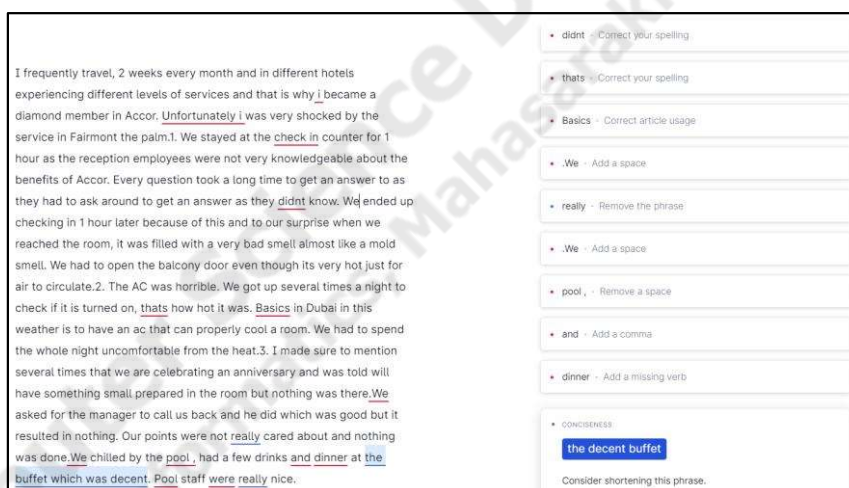 I frequently travel, 2 weeks every month and in different hotels
experiencing different levels of services and that is why i became a
diamond member in Accor. Unfortunately i was very shocked by the
service in Fairmont the palm.1. We stayed at the check in counter for 1
hour as the reception employees were not very knowledgeable about the
benefits of Accor. Every question took a long time to get an answer to as
they had to ask around to get an answer as they didnt know. We ended up
checking in 1 hour later because of this and to our surprise when we
reached the room, it was filled with a very bad smell almost like a mold
smell. We had to open the balcony door even though its very hot just for
air to circulate.2. The AC was horrible. We got up several times a night to
check if it is turned on, thats how hot it was. Basics in Dubai in this
weather is to have an ac that can properly cool a room. We had to spend
the whole night uncomfortable from the heat.3. I made sure to mention
several times that we are celebrating an anniversary and was told will
have something small prepared in the room but nothing was there.We
asked for the manager to call us back and he did which was good but it
resulted in nothing. Our points were not really cared about and nothing
was done.We chilled by the pool , had a few drinks and dinner at the
buffet which was decent. Pool staff were really nice.
didnt · Correct your spelling
thats · Correct your spelling
Basics · Correct article usage
.We · Add a space
really · Remove the phrase
.We · Add a space
pool , · Remove a space
and · Add a comma
dinner · Add a missing verb
CONCISENESS
the decent buffet
Consider shortening this phrase.